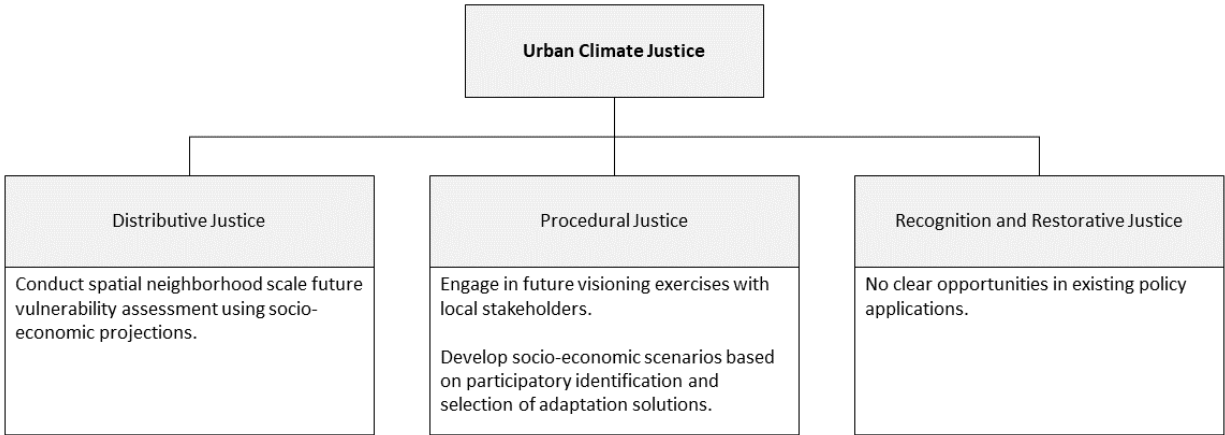 Urban Climate Justice
Distributive Justice
Conduct spatial neighborhood scale future
vulnerability assessment using socio-
economic projections.
Procedural Justice
Engage in future visioning exercises with
local stakeholders.
Develop socio-economic scenarios based
on participatory identification and
selection of adaptation solutions.
Recognition and Restorative Justice
No clear opportunities in existing policy
applications.